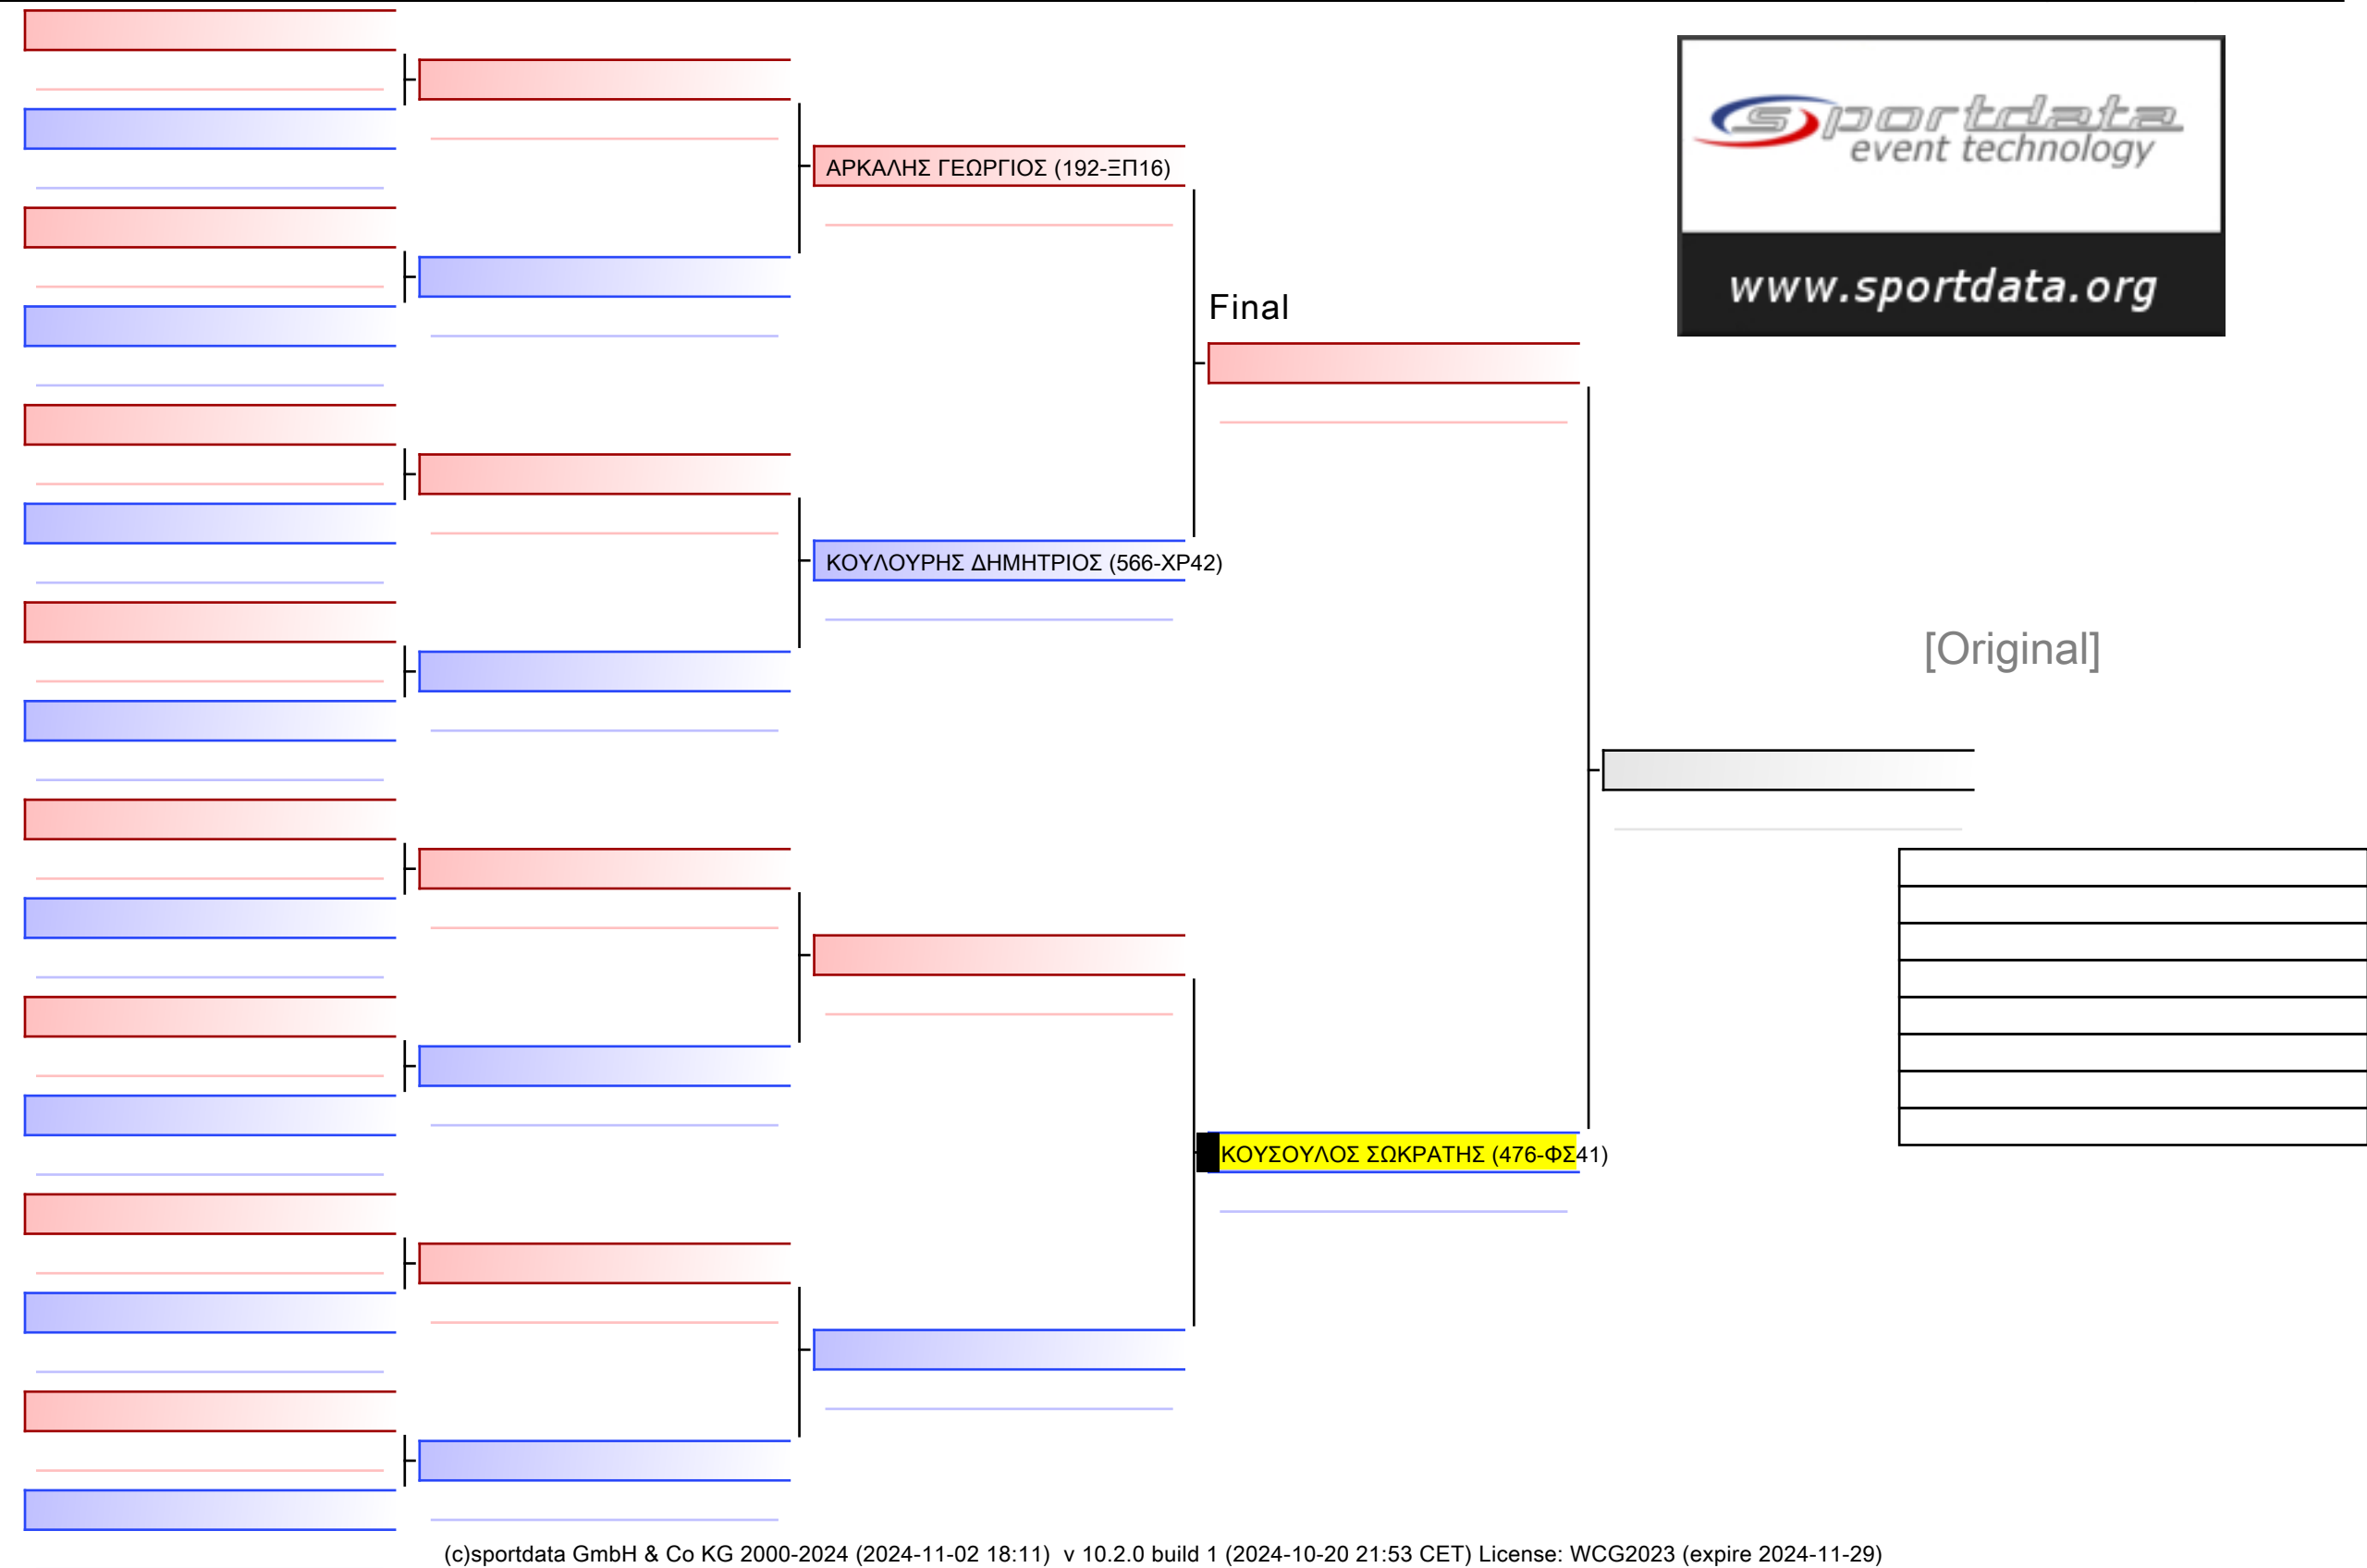 sportdata
event technology
www.sportdata.org
ΑΡΚΑΛΗΣ ΓΕΩΡΓΙΟΣ (192-ΞΠ16)
Final
ΚΟΥΛΟΥΡΗΣ ΔΗΜΗΤΡΙΟΣ (566-ΧΡ42)
[Original]
ΚΟΥΣΟΥΛΟΣ ΣΩΚΡΑΤΗΣ (476-ΦΣ41)
(c)sportdata GmbH & Co KG 2000-2024 (2024-11-02 18:11) v 10.2.0 build 1 (2024-10-20 21:53 CET) License: WCG2023 (expire 2024-11-29)